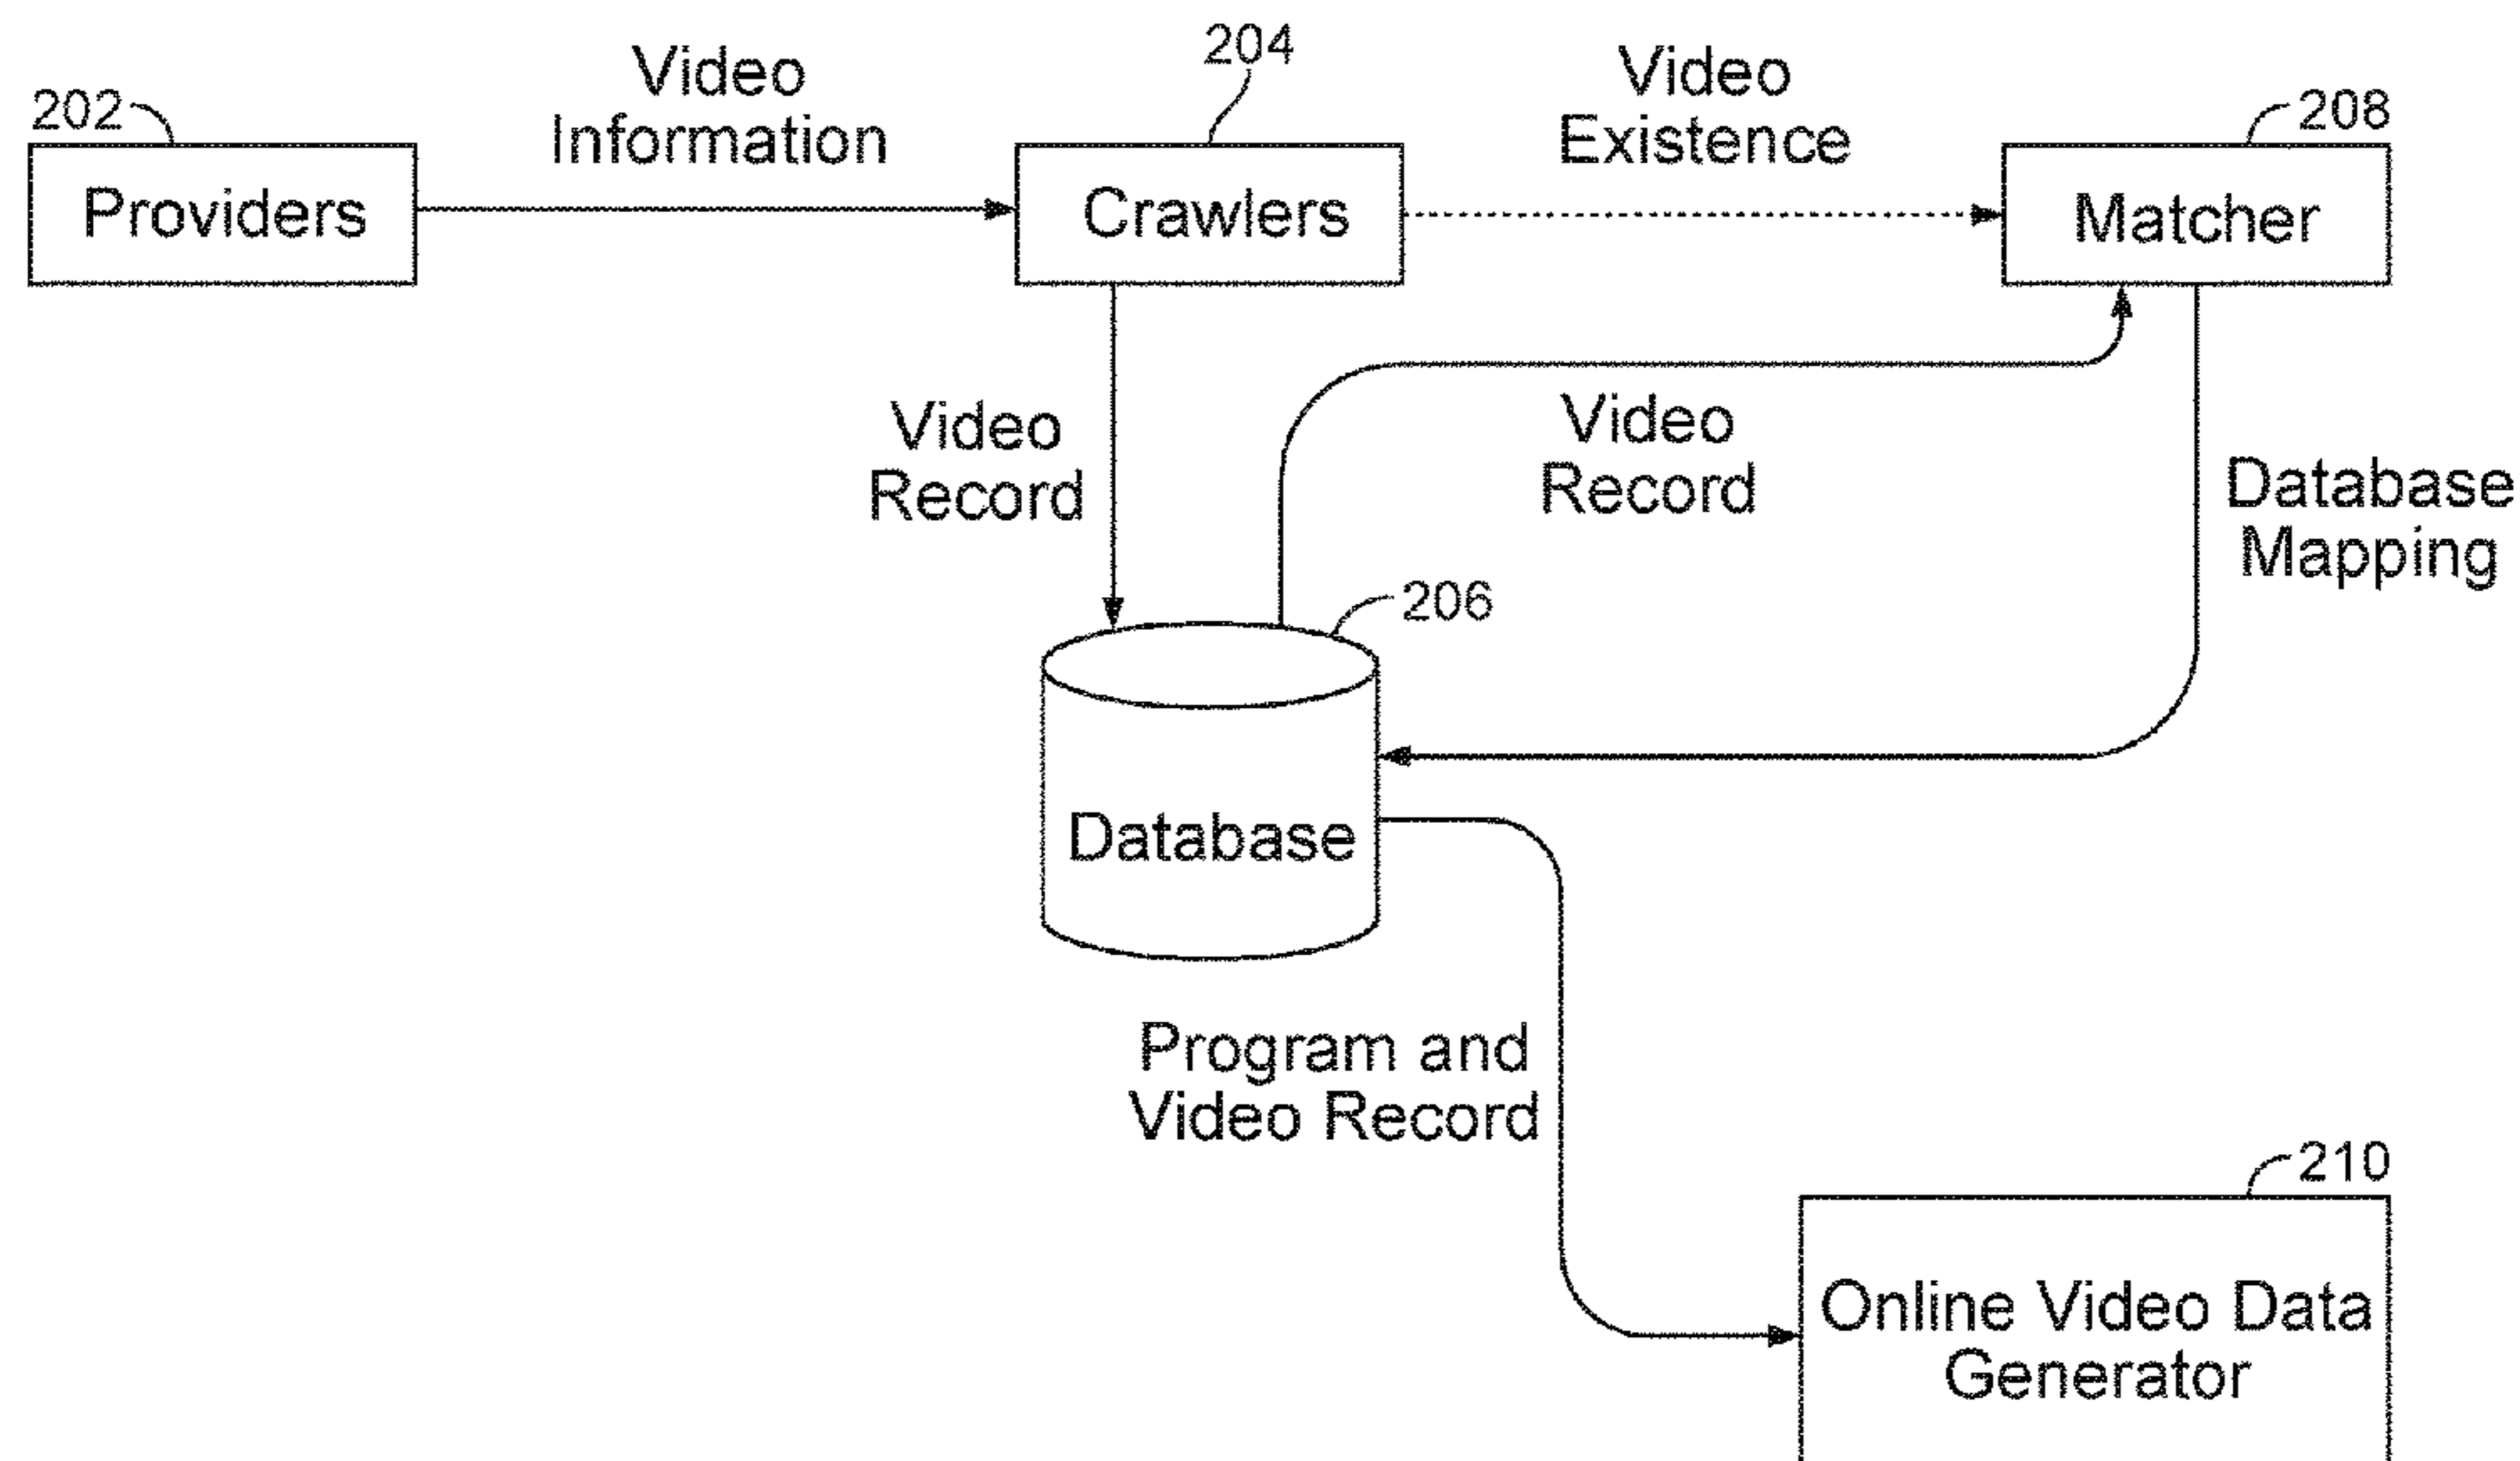 202
Providers
Video
Information
204
Crawlers
Video
Existence
208
Matcher
Video
Record
Video
Record
Database
Mapping
206
Database
Program and
Video Record
210
Online Video Data
Generator